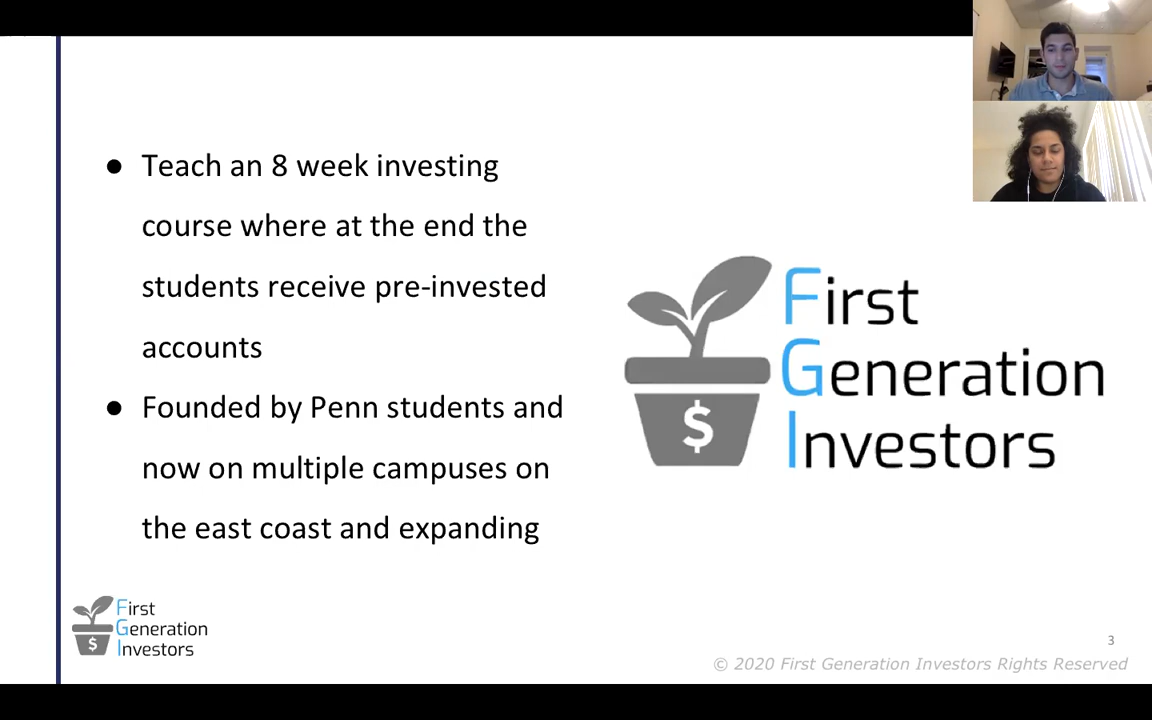 ● Teach an 8 week investing
course where at the end the
students receive pre-invested
accounts
● Founded by Penn students and
now on multiple campuses on
the east coast and expanding
First
Generation
Investors
$
First
Generation
Investors
$
3
© 2020 First Generation Investors Rights Reserved